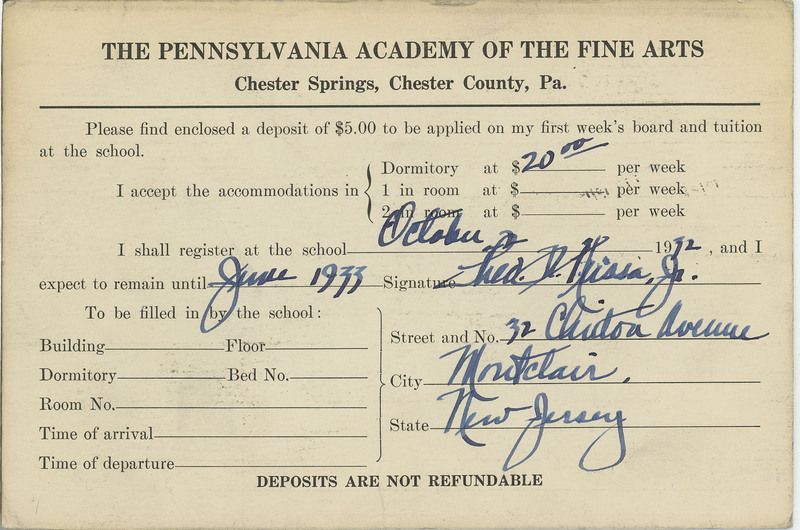 THE PENNSYLVANIA ACADEMY OF THE FINE ARTS
Chester Springs, Chester County, Pa.
Please find enclosed a deposit of $5.00 to be applied on my first week's board and tuition
at the school.
I accept the accommodations in { Dormitory at $20.00 per week
1 in room at $ per week
2 in room at $ per week
I shall register at the school October 1932, and I
expect to remain until June 1933 Signature Jr.
To be filled in by the school:
Street and No. 32 Avenue
Building Floor
City Montclair.
Dormitory Bed No.
Room No.
State New Jersey
Time of arrival
Time of departure
DEPOSITS ARE NOT REFUNDABLE